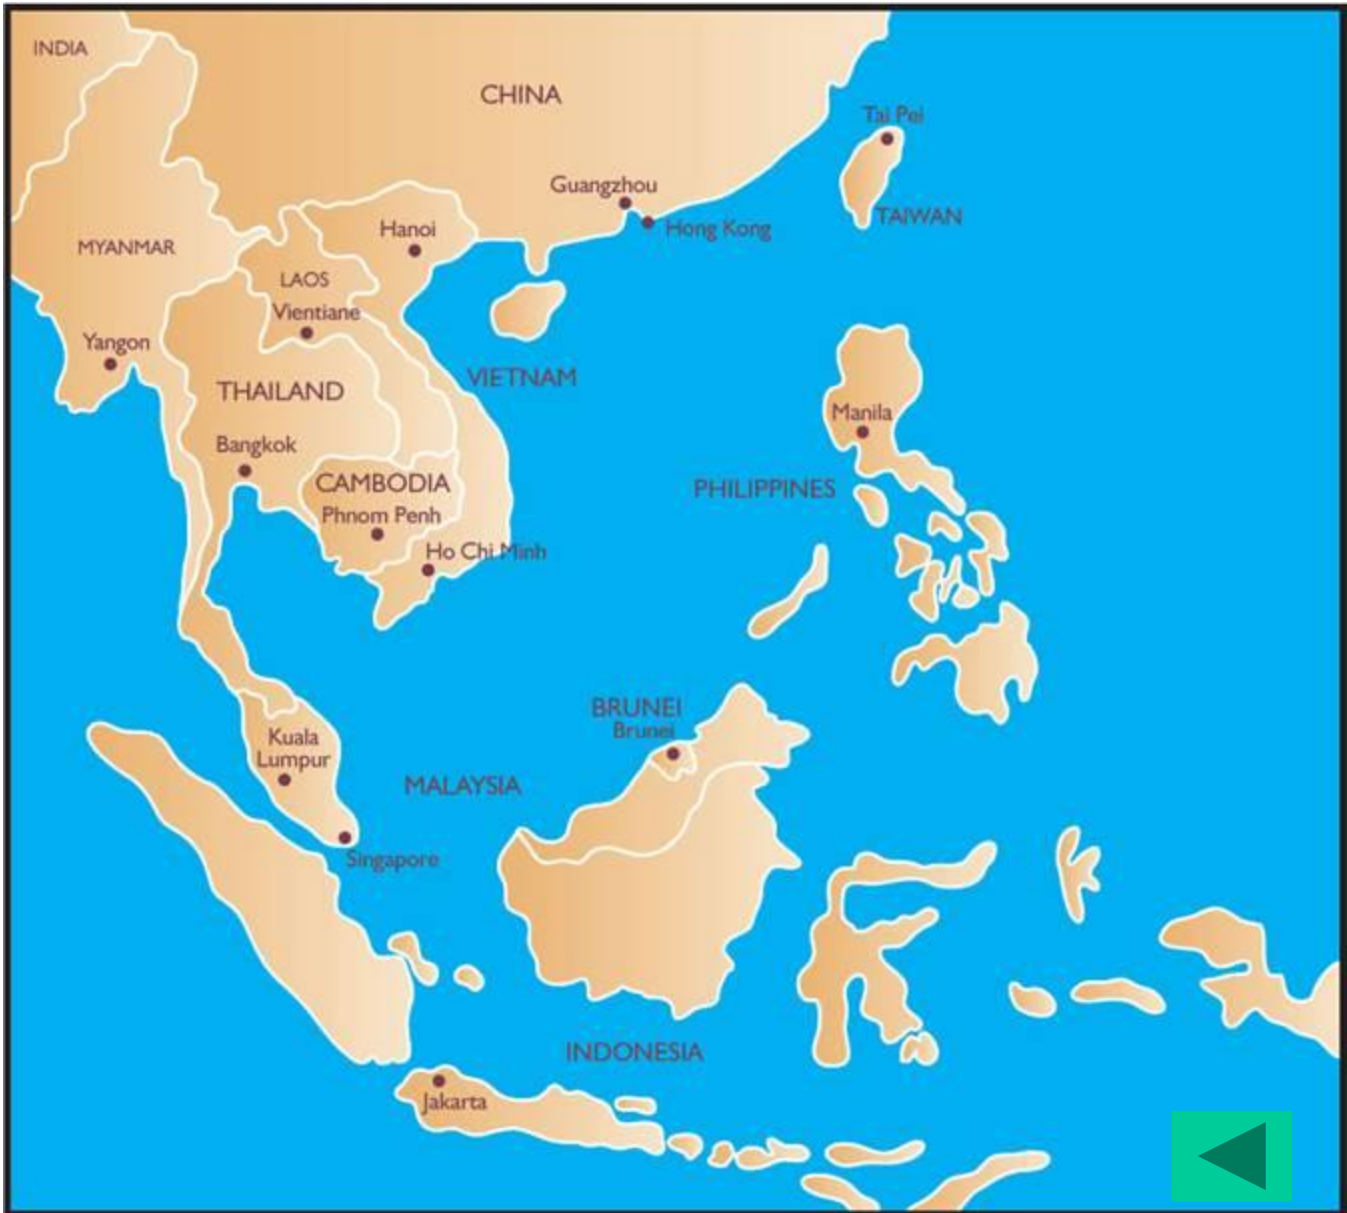 INDIA
CHINA
Tai Pei
Guangzhou
TAIWAN
Hanoi
Hong Kong
MYANMAR
LAOS
Vientiane
Yangon
VIETNAM
THAILAND
Manila
Bangkok
CAMBODIA
PHILIPPINES
Phnom Penh
Ho Chi Minh
BRUNEI
Brunei
Kuala
Lumpur
MALAYSIA
Singapore
INDONESIA
Jakarta